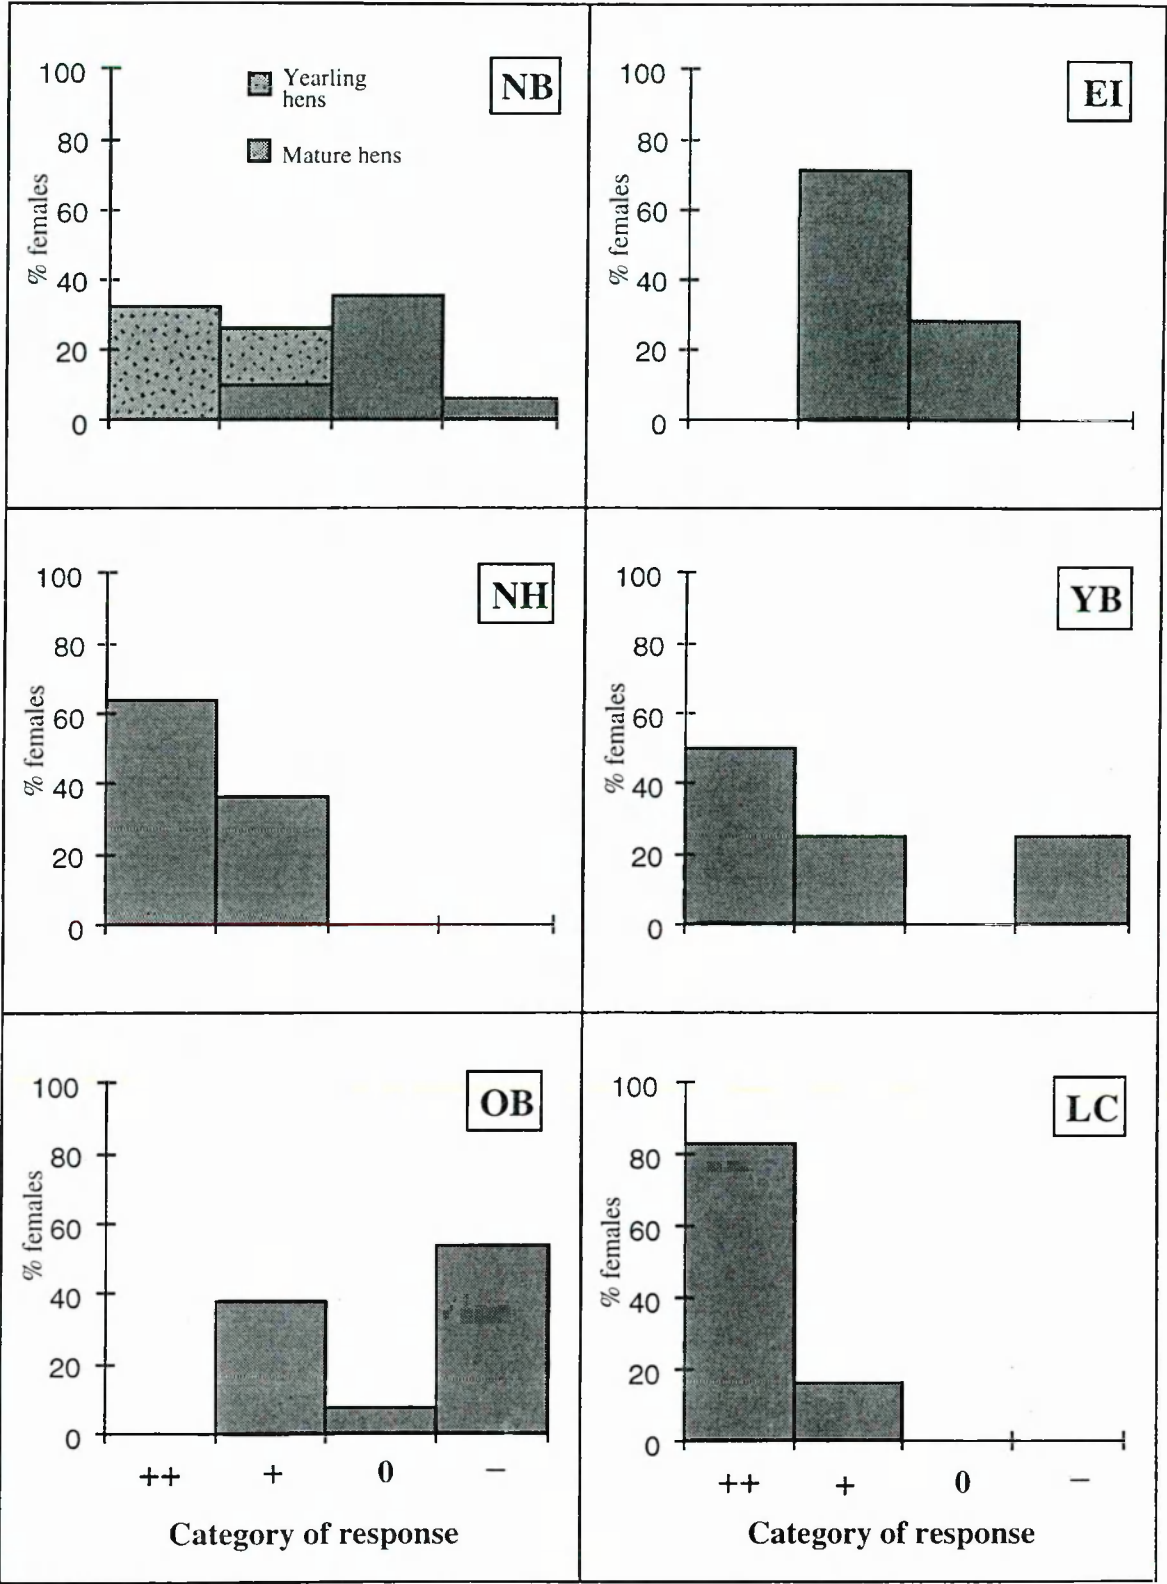 NB
100
80
60
40
20
0
% females
Yearling
hens
Mature hens
EI
100
80
60
40
20
0
% females
NH
100
80
60
40
20
0
% females
YB
100
80
60
40
20
0
% females
OB
100
80
60
40
20
0
% females
++ + 0 −
Category of response
LC
100
80
60
40
20
0
% females
++ + 0 −
Category of response